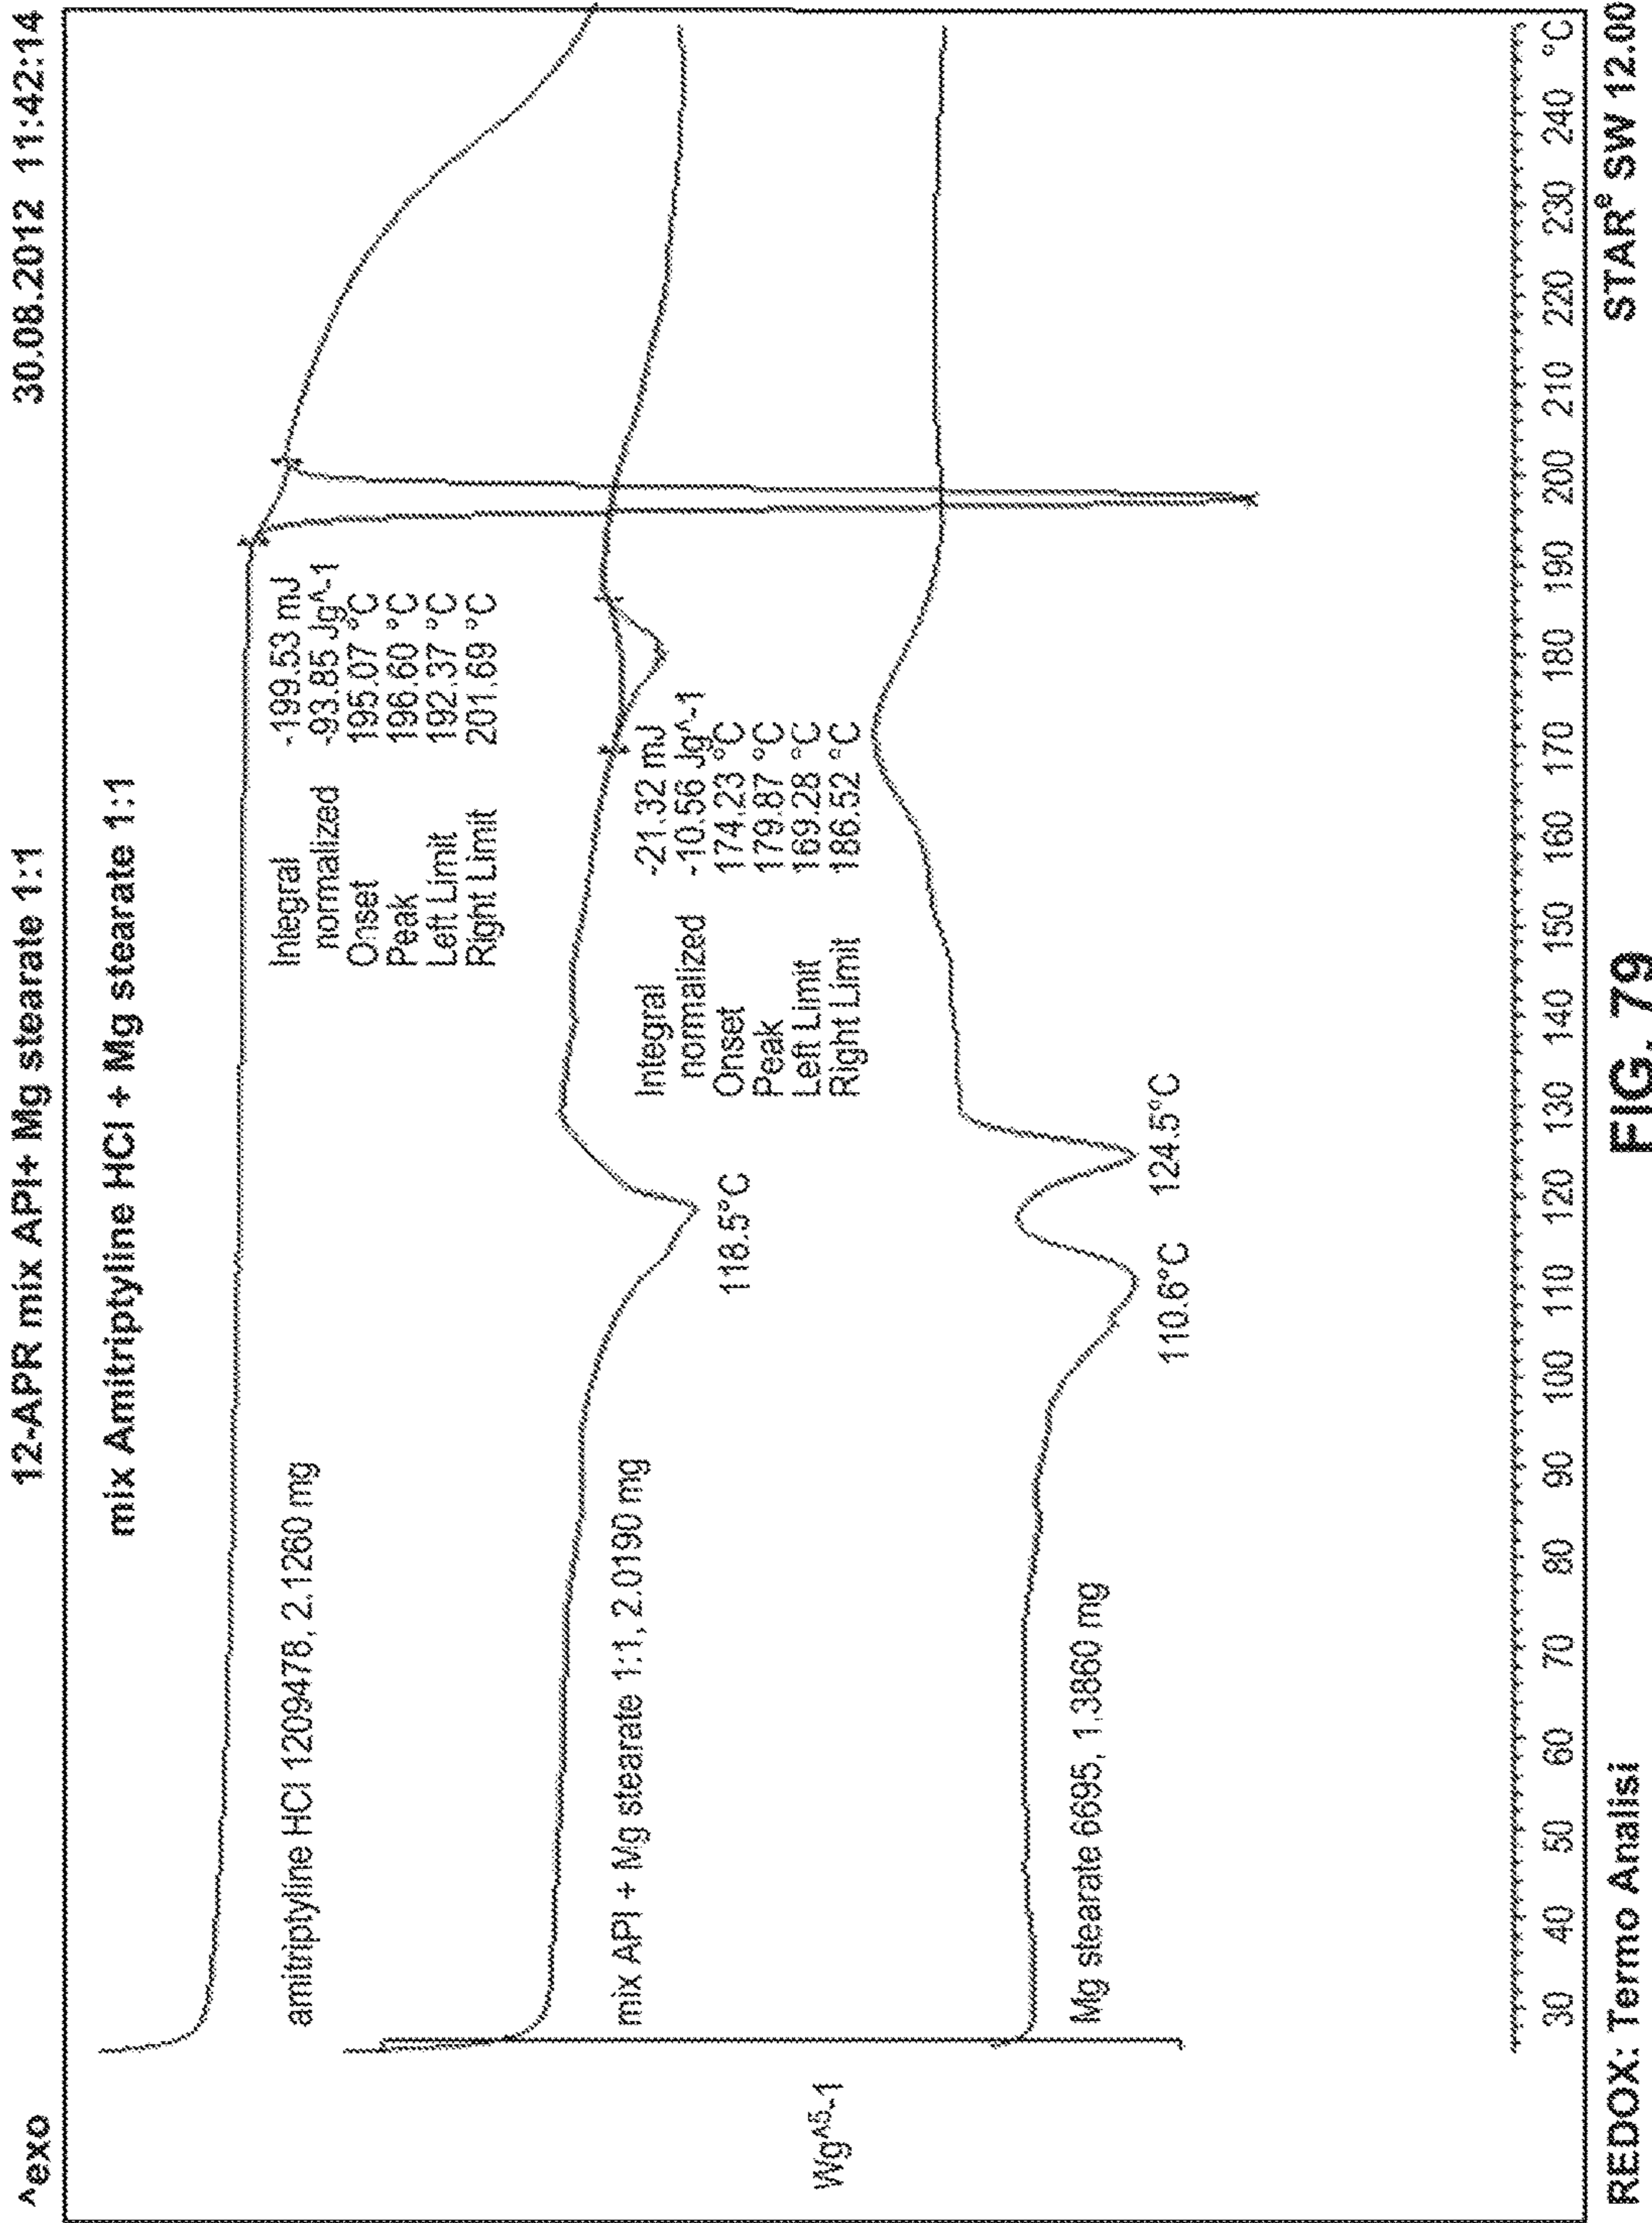 ^exo
12-APR mix API+ Mg stearate 1:1
30.08.2012 11:42:14
mix Amitriptyline HCl + Mg stearate 1:1
Integral -199.53 mJ
normalized -93.85 Jg^-1
Onset 195.07 °C
Peak 196.60 °C
Left Limit 192.37 °C
Right Limit 201.69 °C
amitriptyline HCl 1209478, 2.1260 mg
Integral -21.32 mJ
normalized -10.56 Jg^-1
Onset 174.23 °C
Peak 179.87 °C
Left Limit 169.28 °C
Right Limit 186.52 °C
mix API + Mg stearate 1:1, 2.0190 mg
118.5°C
110.6°C
124.5°C
Mg stearate 6695, 1.3860 mg
30 40 50 60 70 80 90 100 110 120 130 140 150 160 170 180 190 200 210 220 230 240 °C
REDOX: Termo Analisi
STARe SW 12.00
FIG. 79